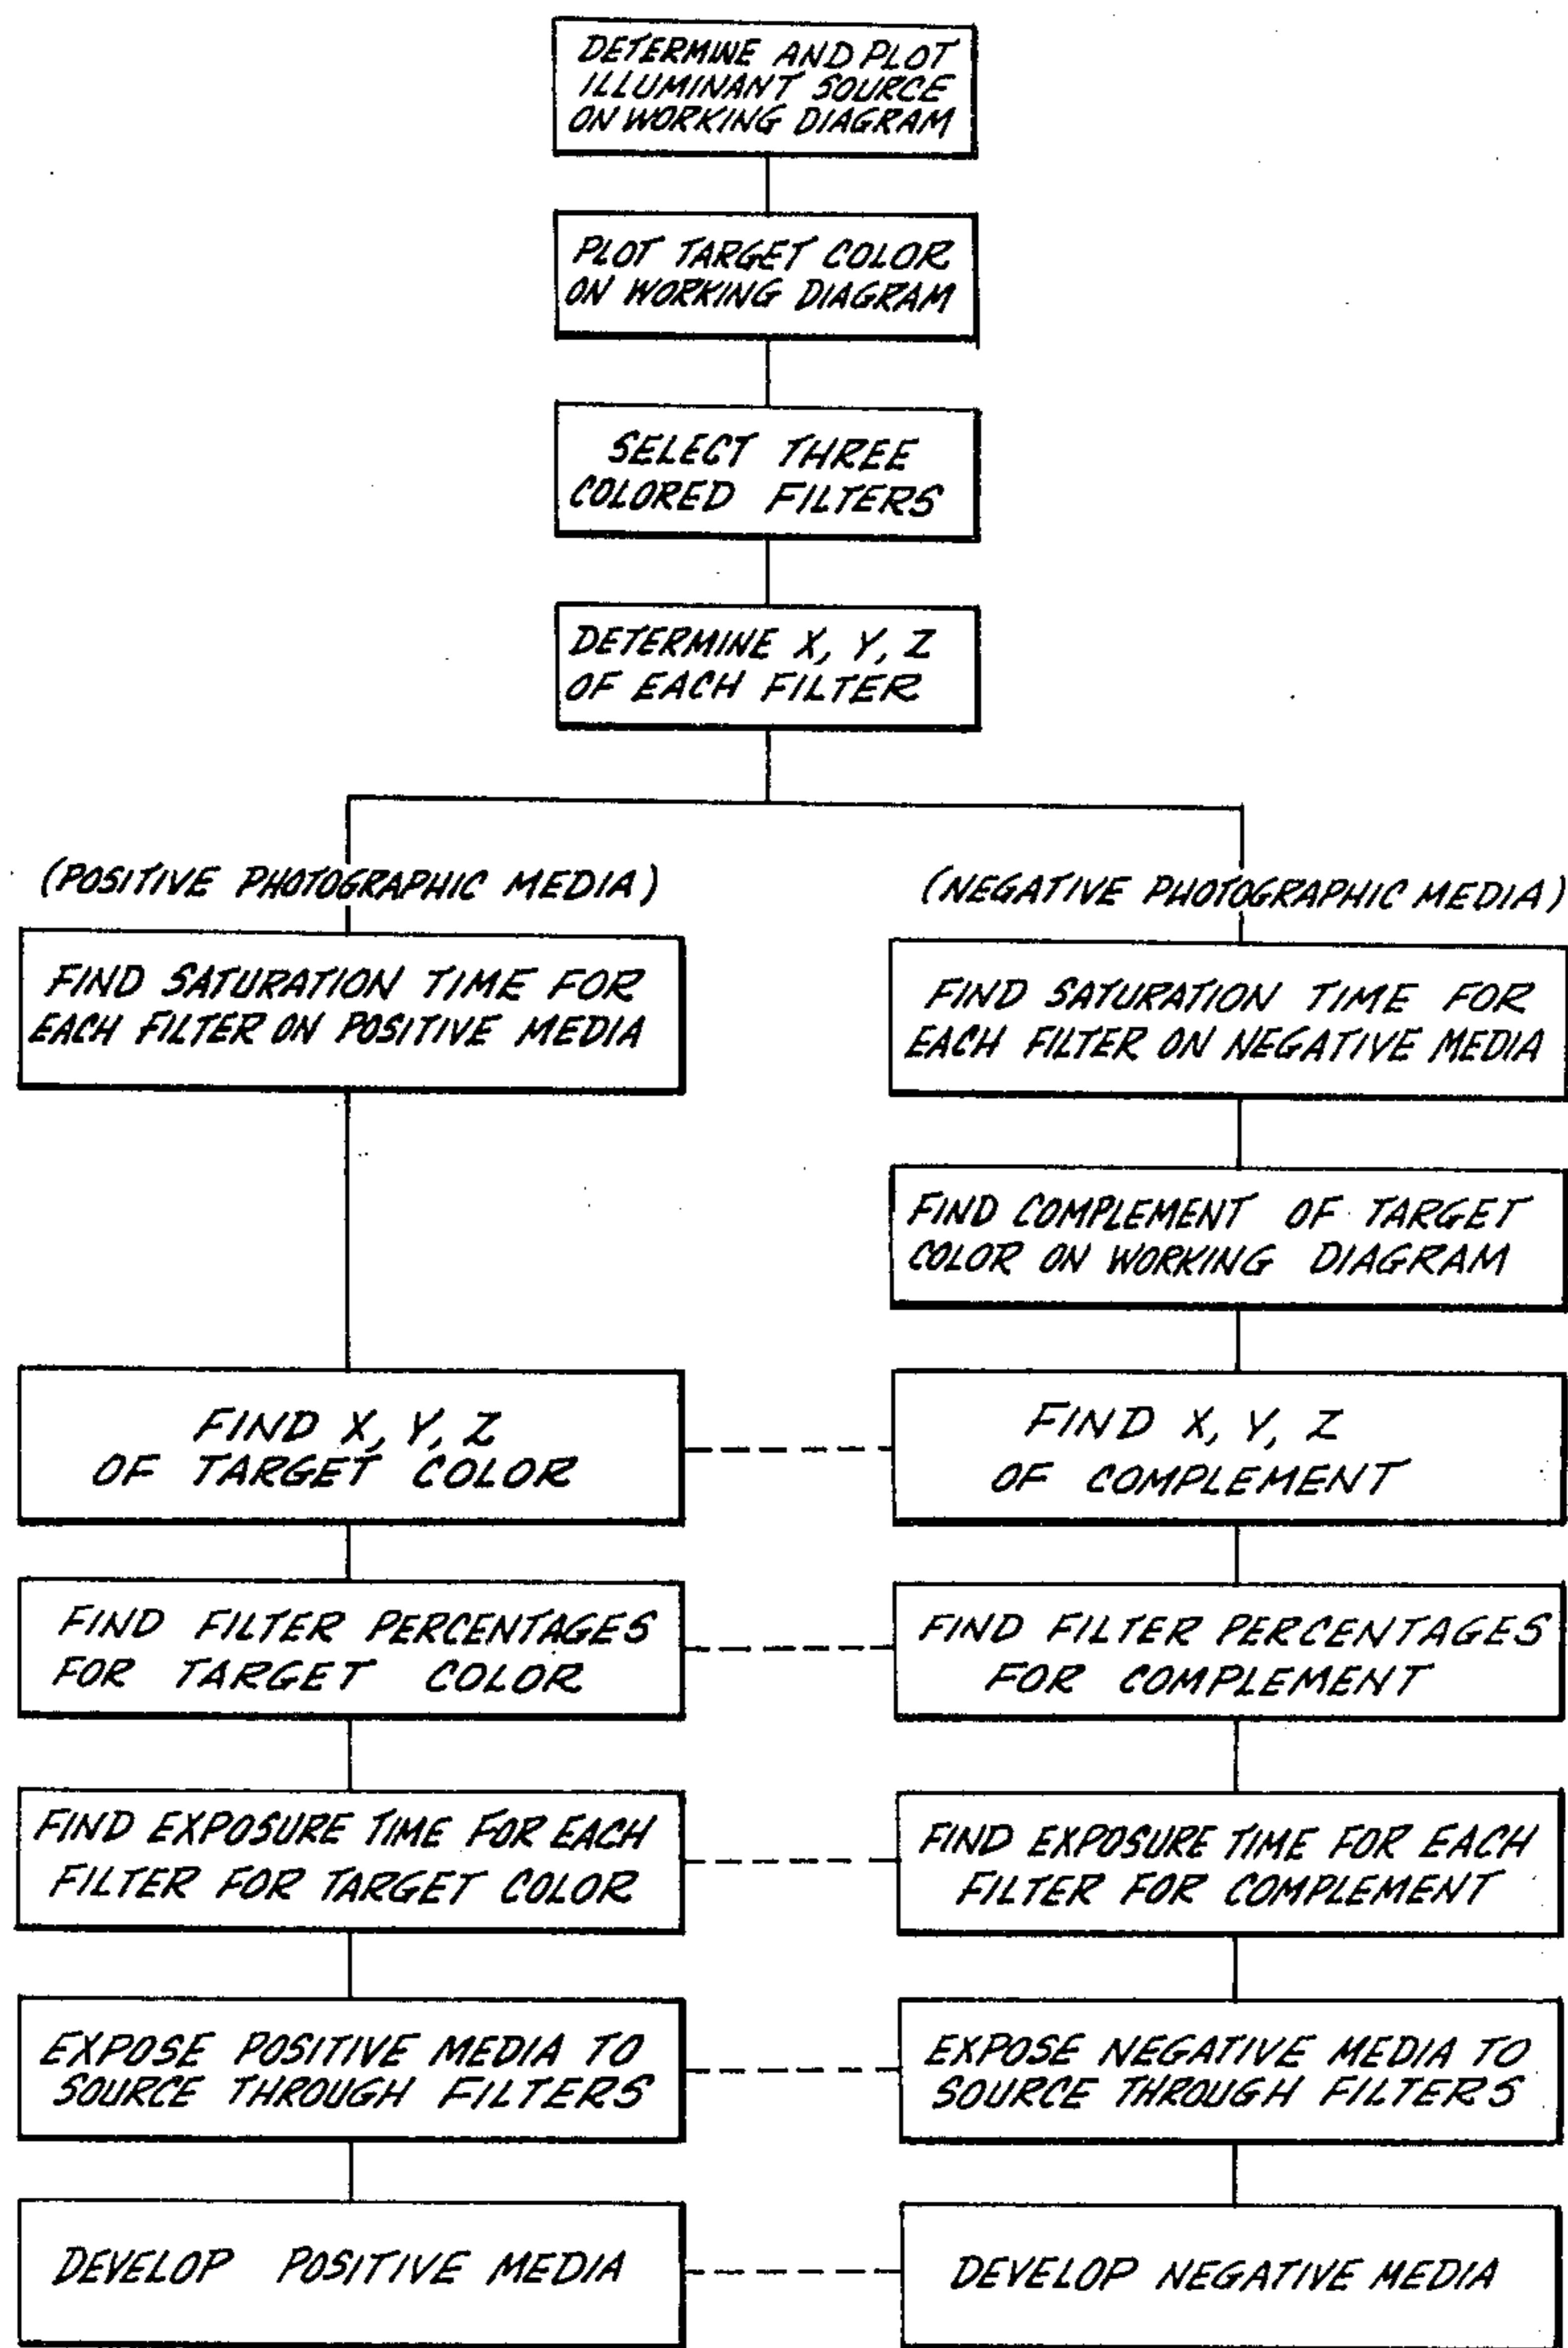 DETERMINE AND PLOT
ILLUMINANT SOURCE
ON WORKING DIAGRAM
PLOT TARGET COLOR
ON WORKING DIAGRAM
SELECT THREE
COLORED FILTERS
DETERMINE X, Y, Z
OF EACH FILTER
(POSITIVE PHOTOGRAPHIC MEDIA)
FIND SATURATION TIME FOR
EACH FILTER ON POSITIVE MEDIA
FIND X, Y, Z
OF TARGET COLOR
FIND FILTER PERCENTAGES
FOR TARGET COLOR
FIND EXPOSURE TIME FOR EACH
FILTER FOR TARGET COLOR
EXPOSE POSITIVE MEDIA TO
SOURCE THROUGH FILTERS
DEVELOP POSITIVE MEDIA
(NEGATIVE PHOTOGRAPHIC MEDIA)
FIND SATURATION TIME FOR
EACH FILTER ON NEGATIVE MEDIA
FIND COMPLEMENT OF TARGET
COLOR ON WORKING DIAGRAM
FIND X, Y, Z
OF COMPLEMENT
FIND FILTER PERCENTAGES
FOR COMPLEMENT
FIND EXPOSURE TIME FOR EACH
FILTER FOR COMPLEMENT
EXPOSE NEGATIVE MEDIA TO
SOURCE THROUGH FILTERS
DEVELOP NEGATIVE MEDIA